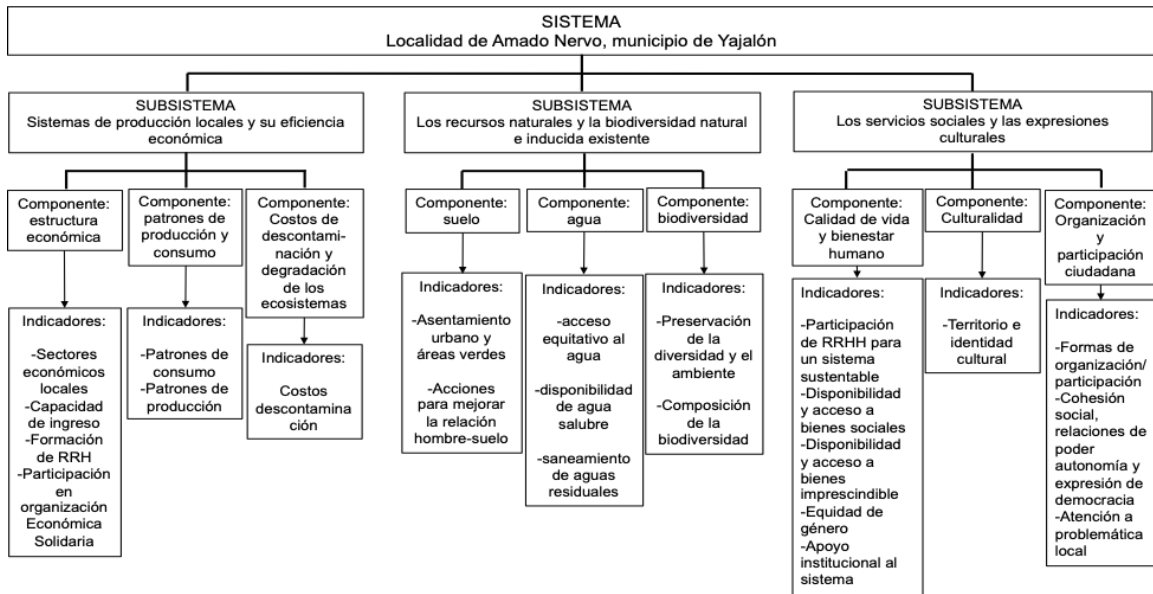 SISTEMA
Localidad de Amado Nervo, municipio de Yajalón
SUBSISTEMA
Sistemas de producción locales y su eficiencia
económica
SUBSISTEMA
Los recursos naturales y la biodiversidad natural
e inducida existente
SUBSISTEMA
Los servicios sociales y las expresiones
culturales
Componente:
estructura
económica
Componente:
patrones de
producción y
consumo
Componente:
Costos de
descontami-
nación y
degradación
de los
ecosistemas
Componente:
suelo
Componente:
agua
Componente:
biodiversidad
Componente:
Calidad de vida
y bienestar
humano
Componente:
Culturalidad
Componente:
Organización
y
participación
ciudadana
Indicadores:
-Sectores
económicos
locales
-Capacidad
de ingreso
-Formación
de RRH
-Participación
en
organización
Económica
Solidaria
Indicadores:
-Patrones de
consumo
-Patrones de
producción
Indicadores:
Costos
descontamina
ción
Indicadores:
-Asentamiento
urbano y
áreas verdes
-Acciones
para mejorar
la relación
hombre-suelo
Indicadores:
-acceso
equitativo al
agua
-disponibilidad
de agua
salubre
-saneamiento
de aguas
residuales
Indicadores:
-Preservación
de la
diversidad y el
ambiente
-Composición
de la
biodiversidad
Indicadores:
-Participación
de RRHH para
un sistema
sustentable
-Disponibilidad
y acceso a
bienes sociales
-Disponibilidad
y acceso a
bienes
imprescindible
-Equidad de
género
-Apoyo
institucional al
sistema
Indicadores:
-Territorio e
identidad
cultural
Indicadores:
-Formas de
organización/
participación
-Cohesión
social,
relaciones de
poder
autonomía y
expresión de
democracia
-Atención a
problemática
local